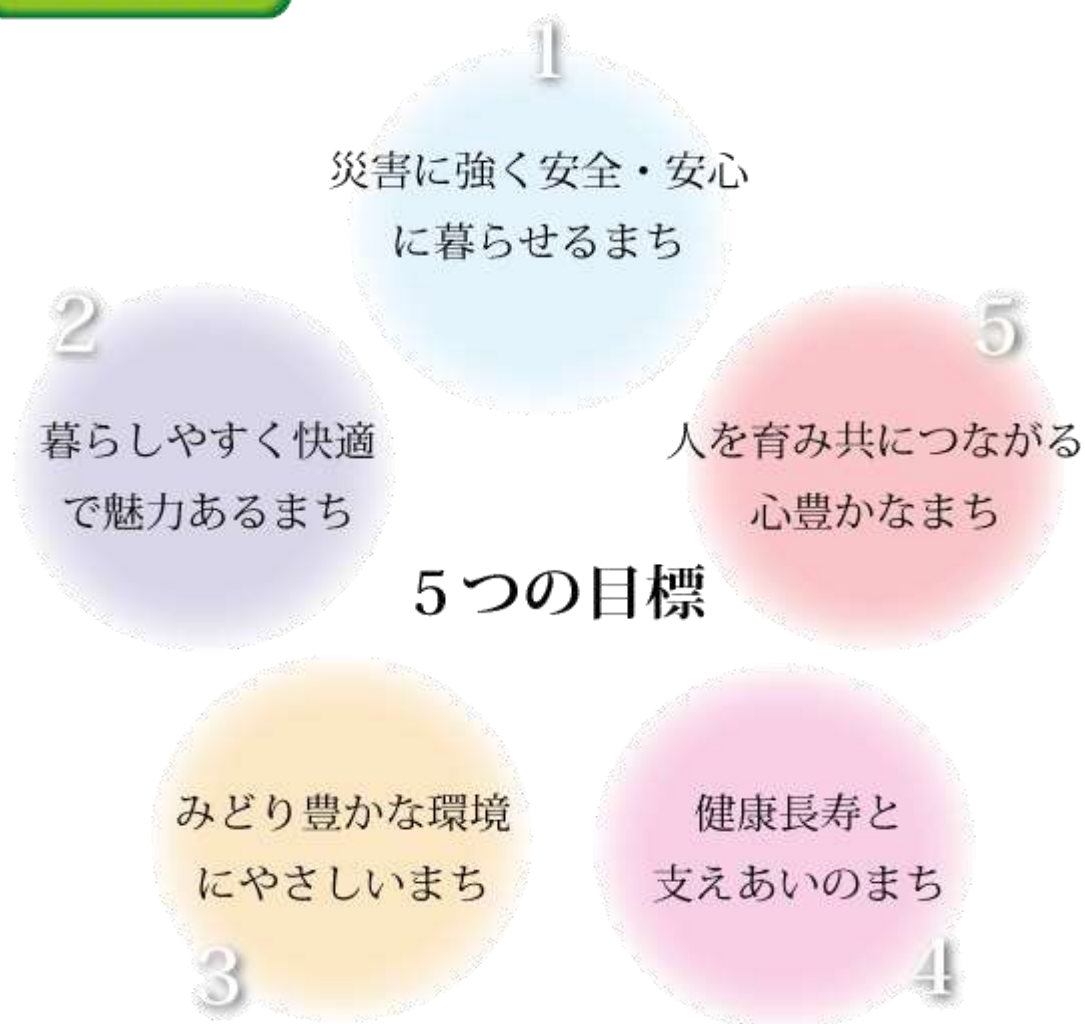 1
災害に強く安全・安心
に暮らせるまち
2
暮らしやすく快適
で魅力あるまち
5
人を育み共につながる
心豊かなまち
5つの目標
みどり豊かな環境
にやさしいまち
3
健康長寿と
支えあいのまち
4